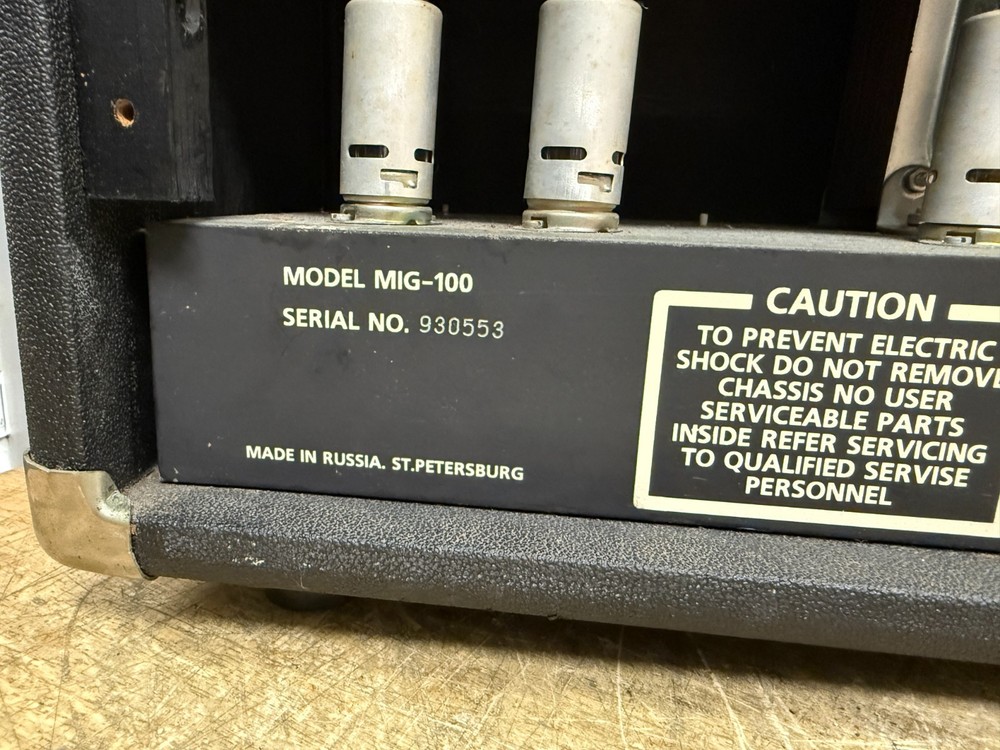 MODEL MIG-100
SERIAL NO. 930553
MADE IN RUSSIA. ST.PETERSBURG
CAUTION
TO PREVENT ELECTRIC
SHOCK DO NOT REMOVE
CHASSIS NO USER
SERVICEABLE PARTS
INSIDE REFER SERVICING
TO QUALIFIED SERVISE
PERSONNEL